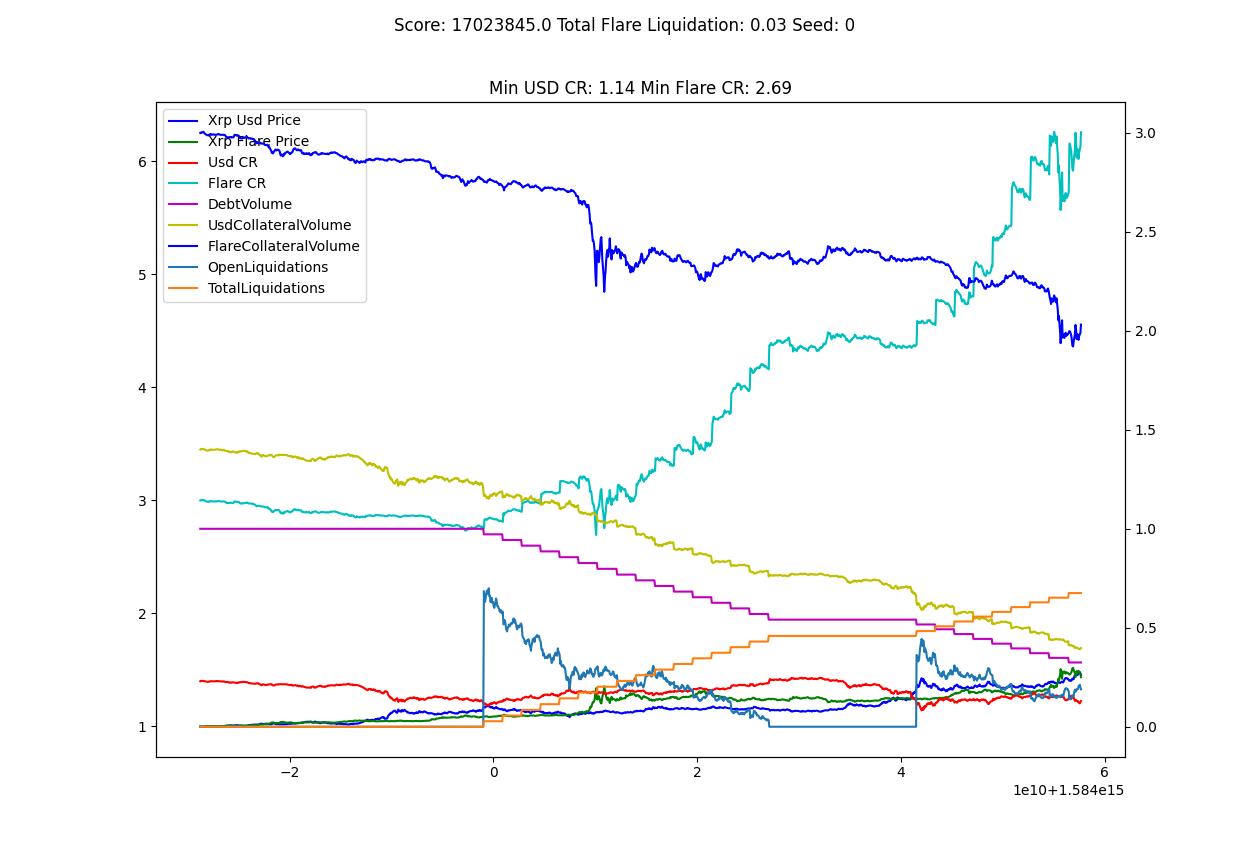 Score: 17023845.0 Total Flare Liquidation: 0.03 Seed: 0
Min USD CR: 1.14 Min Flare CR: 2.69
Xrp Usd Price
Xrp Flare Price
Usd CR
Flare CR
DebtVolume
UsdCollateralVolume
FlareCollateralVolume
OpenLiquidations
TotalLiquidations
6
5
4
3
2
1
3.0
2.5
2.0
1.5
1.0
0.5
0.0
−2
0
2
4
6
1e10+1.584e15